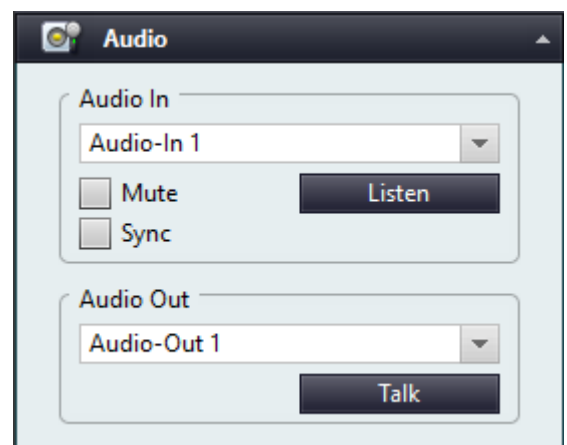 Audio
Audio In
Audio-In 1
Mute
Listen
Sync
Audio Out
Audio-Out 1
Talk